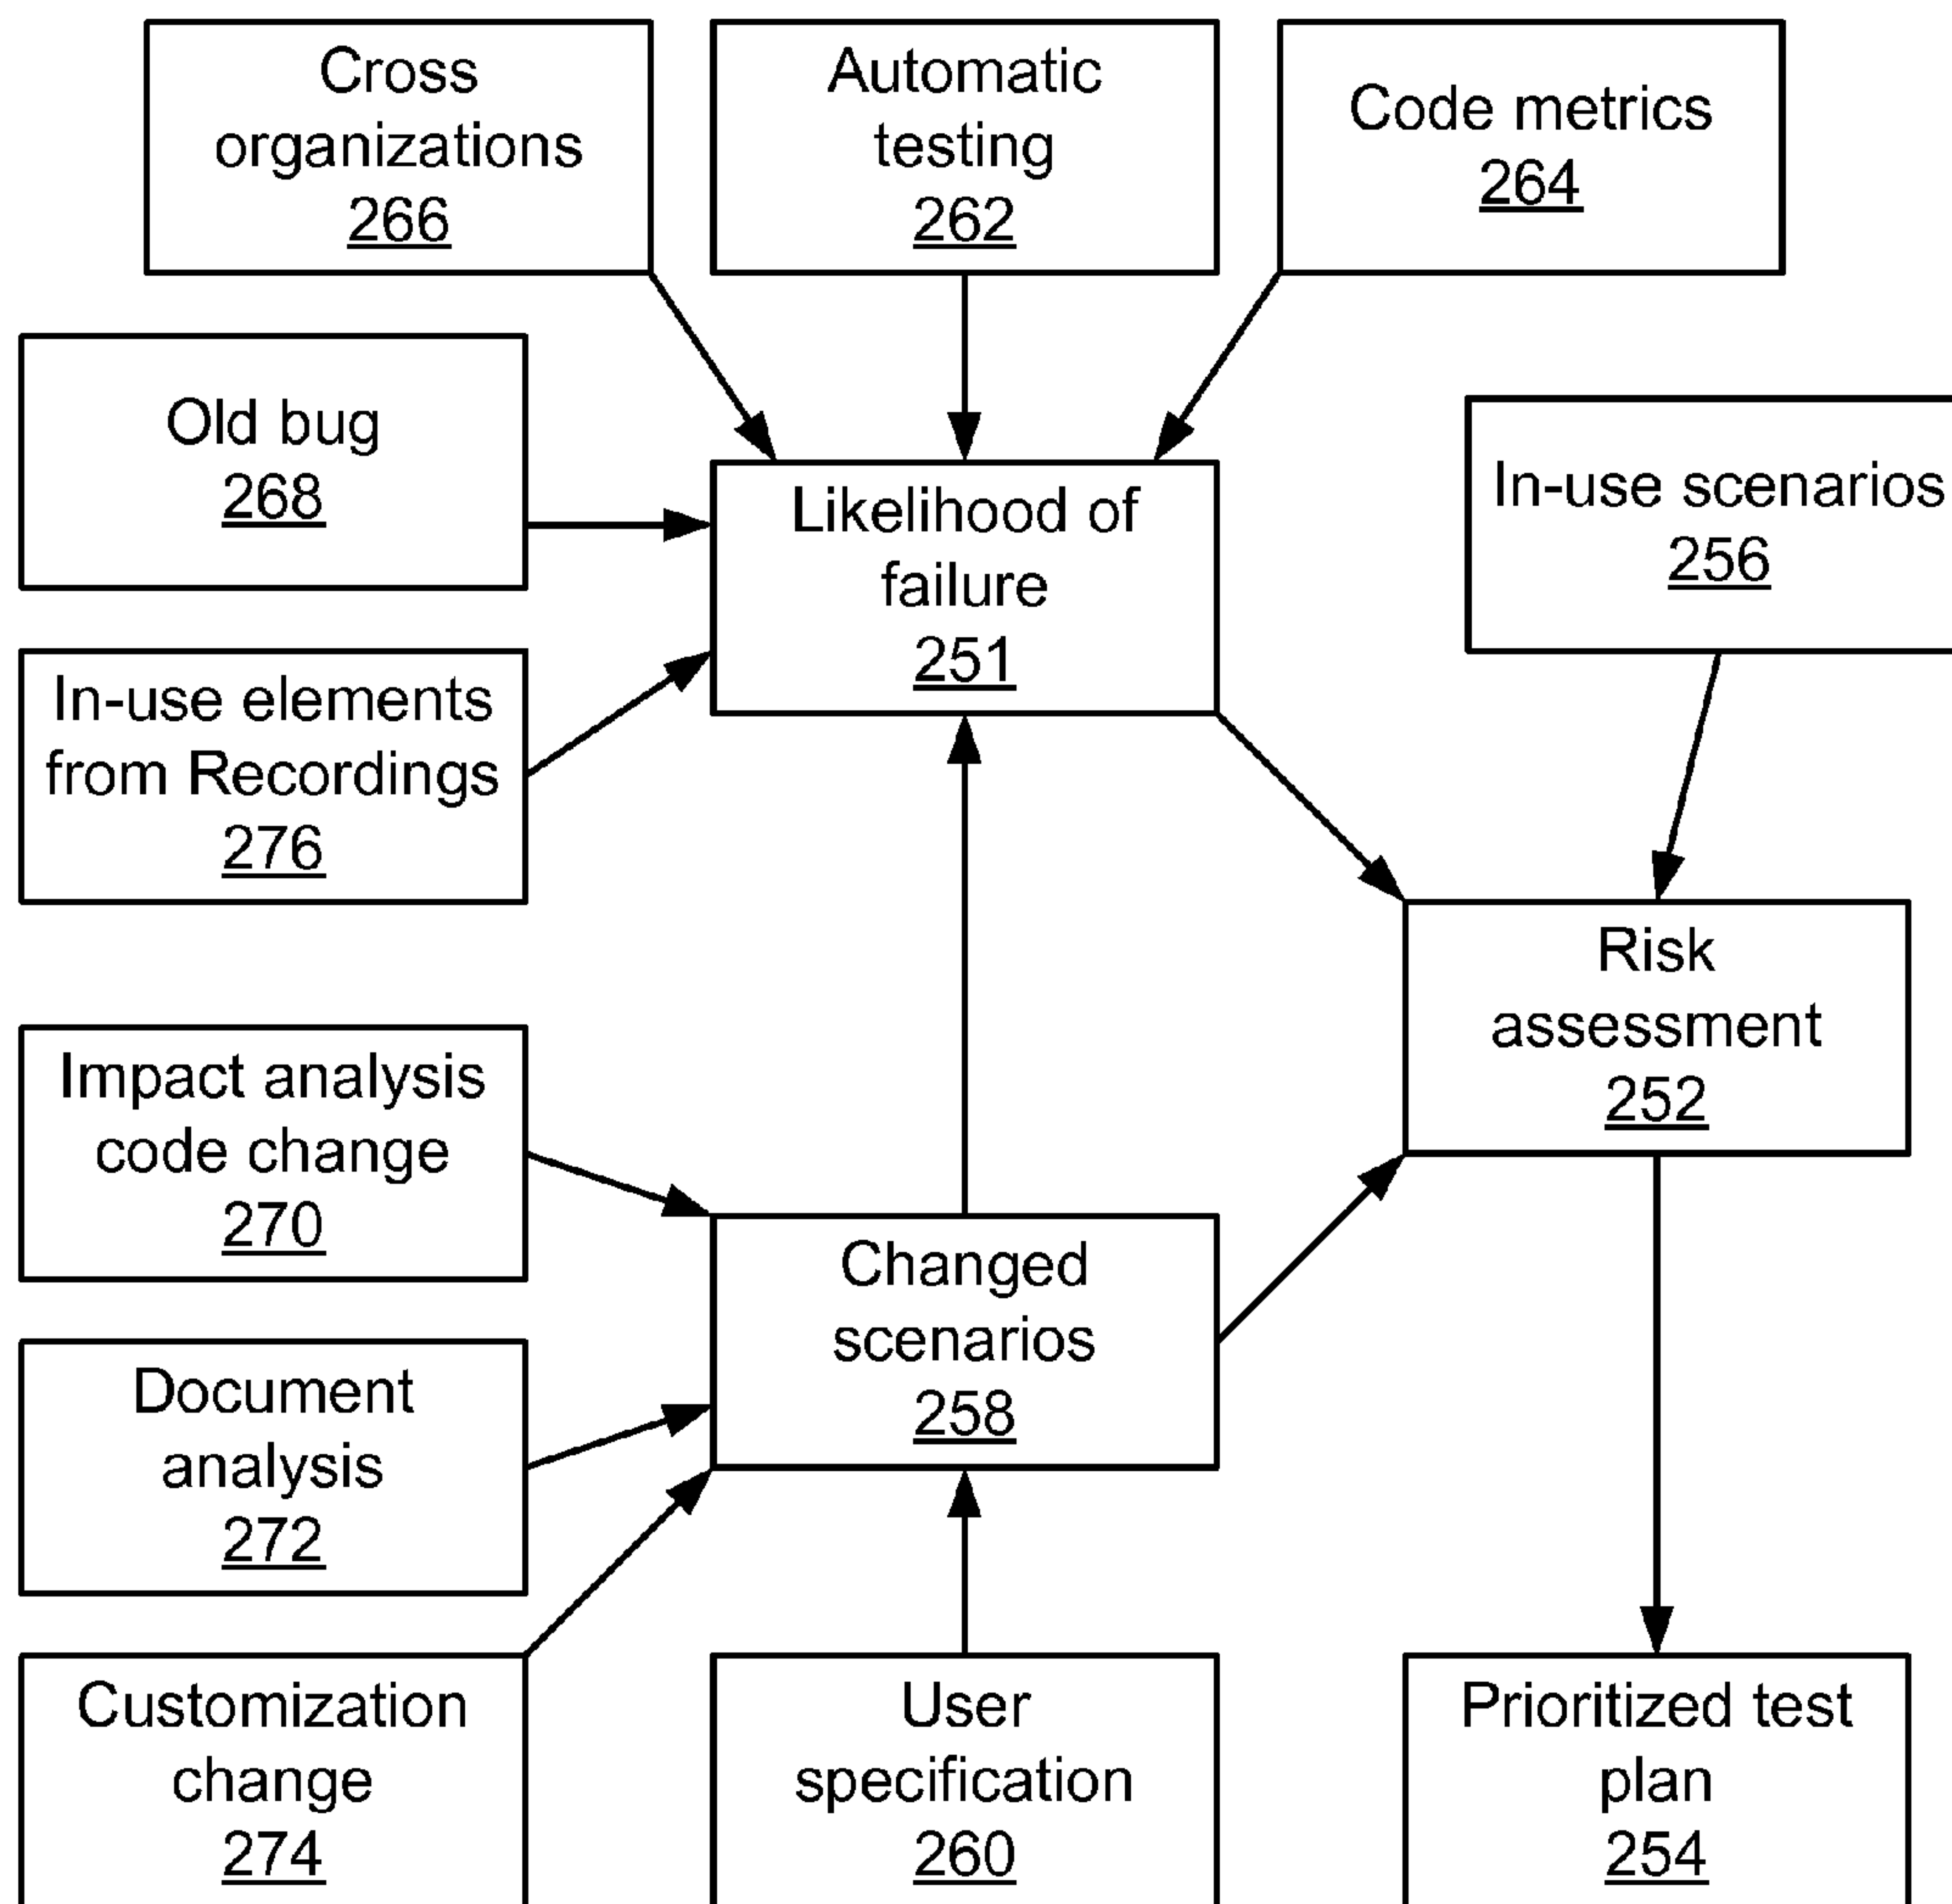 Cross
organizations
266
Automatic
testing
262
Code metrics
264
Old bug
268
Likelihood of
failure
251
In-use scenarios
256
In-use elements
from Recordings
276
Risk
assessment
252
Impact analysis
code change
270
Changed
scenarios
258
Document
analysis
272
Customization
change
274
User
specification
260
Prioritized test
plan
254